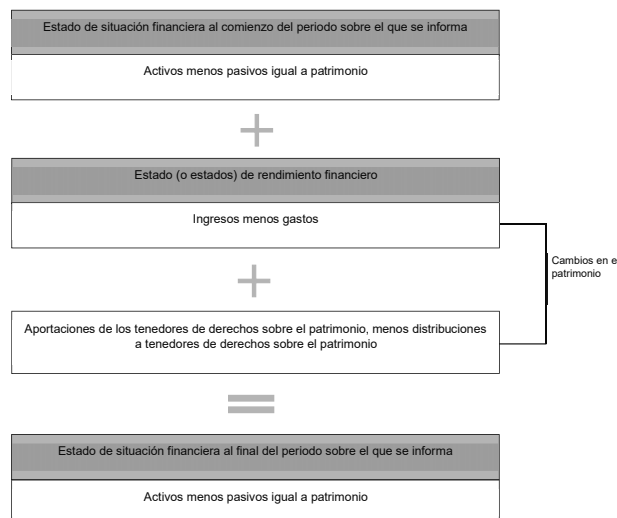 Estado de situación financiera al comienzo del periodo sobre el que se informa
Activos menos pasivos igual a patrimonio
+
Estado (o estados) de rendimiento financiero
Ingresos menos gastos
Cambios en e
patrimonio
+
Aportaciones de los tenedores de derechos sobre el patrimonio, menos distribuciones
a tenedores de derechos sobre el patrimonio
=
Estado de situación financiera al final del periodo sobre el que se informa
Activos menos pasivos igual a patrimonio